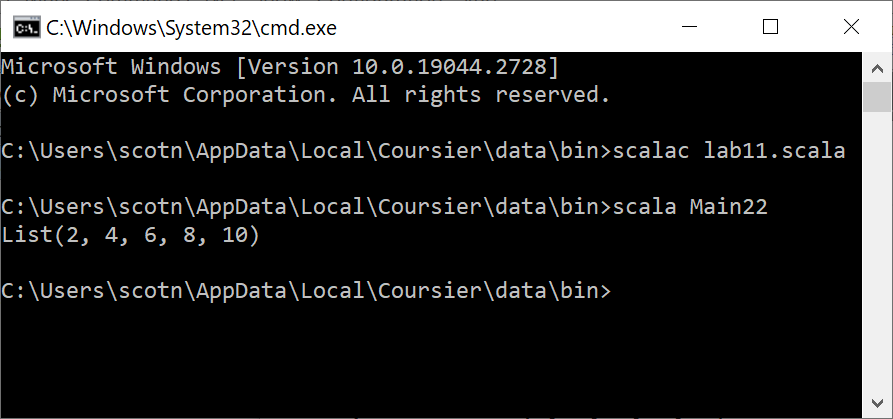 C:\Windows\System32\cmd.exe
Microsoft Windows [Version 10.0.19044.2728]
(c) Microsoft Corporation. All rights reserved.
C:\Users\scotn\AppData\Local\Coursier\data\bin>scalac lab11.scala
C:\Users\scotn\AppData\Local\Coursier\data\bin>scala Main22
List(2, 4, 6, 8, 10)
C:\Users\scotn\AppData\Local\Coursier\data\bin>